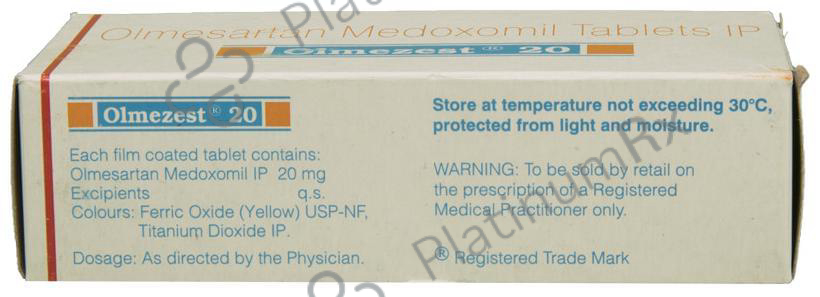 Olmesartan Medoxomil Tablets IP
Olmezest® 20
Olmezest® 20
Each film coated tablet contains:
Olmesartan Medoxomil IP 20 mg
Excipients q.s.
Colours: Ferric Oxide (Yellow) USP-NF,
Titanium Dioxide IP.
Dosage: As directed by the Physician.
Store at temperature not exceeding 30°C,
protected from light and moisture.
WARNING: To be sold by retail on
the prescription of a Registered
Medical Practitioner only.
® Registered Trade Mark
PlatinumRx